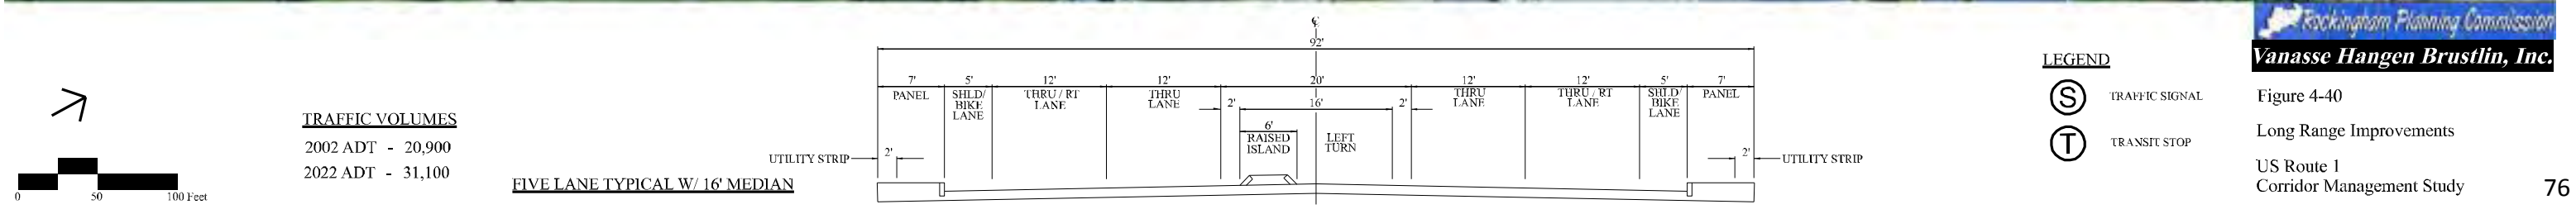 Rockingham Planning Commission
Vanasse Hangen Brustlin, Inc.
℄
92'
7' 5' 12' 12' 20' 12' 12' 5' 7'
PANEL
SHLD/
BIKE
LANE
THRU / RT
LANE
THRU
LANE
2' 16' 2'
THRU
LANE
THRU / RT
LANE
SHLD/
BIKE
LANE
PANEL
6'
RAISED
ISLAND
LEFT
TURN
UTILITY STRIP 2'
2' UTILITY STRIP
FIVE LANE TYPICAL W/ 16' MEDIAN
TRAFFIC VOLUMES
2002 ADT - 20,900
2022 ADT - 31,100
0 50 100 Feet
LEGEND
S TRAFFIC SIGNAL
T TRANSIT STOP
Figure 4-40
Long Range Improvements
US Route 1
Corridor Management Study
76